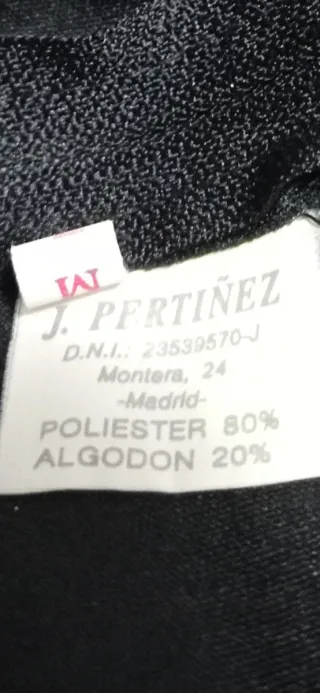 M
J. PERTIÑEZ
D.N.I.: 23539570-J
Montera, 24
-Madrid-
POLIESTER 80%
ALGODON 20%